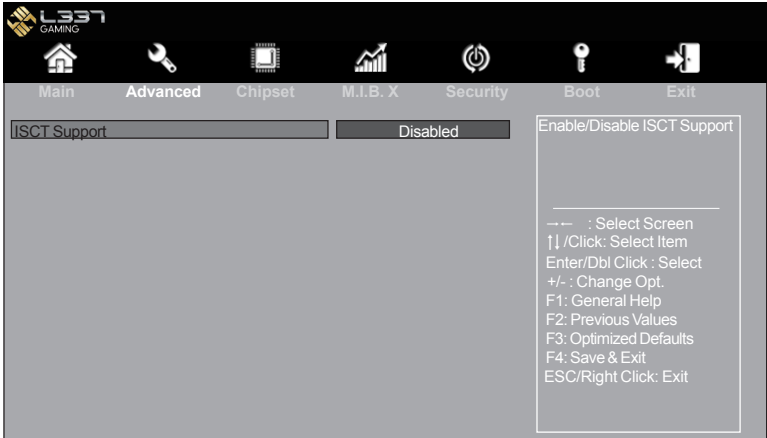 L337
GAMING
Main Advanced Chipset M.I.B. X Security Boot Exit
ISCT Support Disabled
Enable/Disable ISCT Support
→← : Select Screen
↑↓/Click: Select Item
Enter/Dbl Click : Select
+/- : Change Opt.
F1: General Help
F2: Previous Values
F3: Optimized Defaults
F4: Save & Exit
ESC/Right Click: Exit